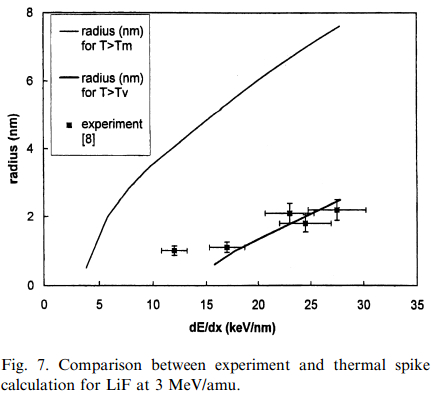 8
6
4
2
0
radius (nm)
radius (nm)
for T>Tm
radius (nm)
for T>Tv
experiment
[8]
0 5 10 15 20 25 30 35
dE/dx (keV/nm)
Fig. 7. Comparison between experiment and thermal spike
calculation for LiF at 3 MeV/amu.